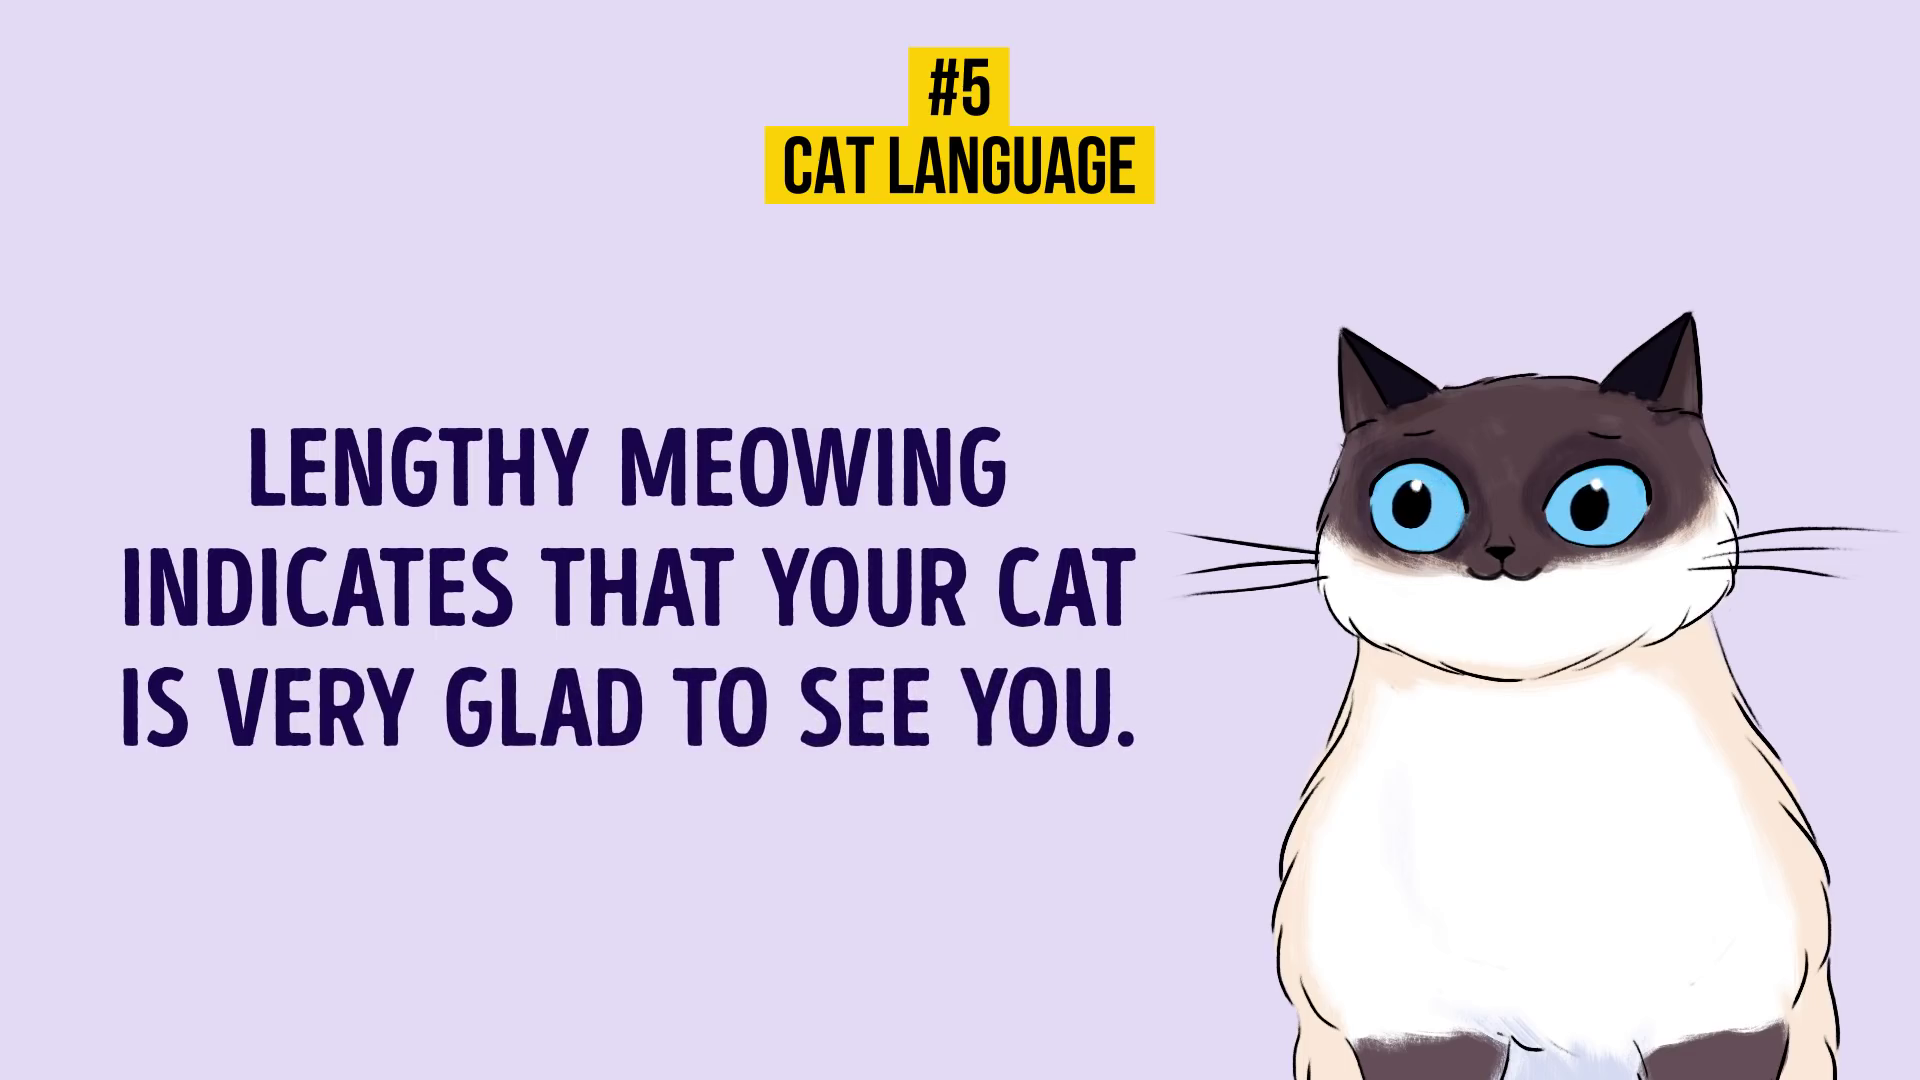 #5
CAT LANGUAGE
LENGTHY MEOWING
INDICATES THAT YOUR CAT
IS VERY GLAD TO SEE YOU.